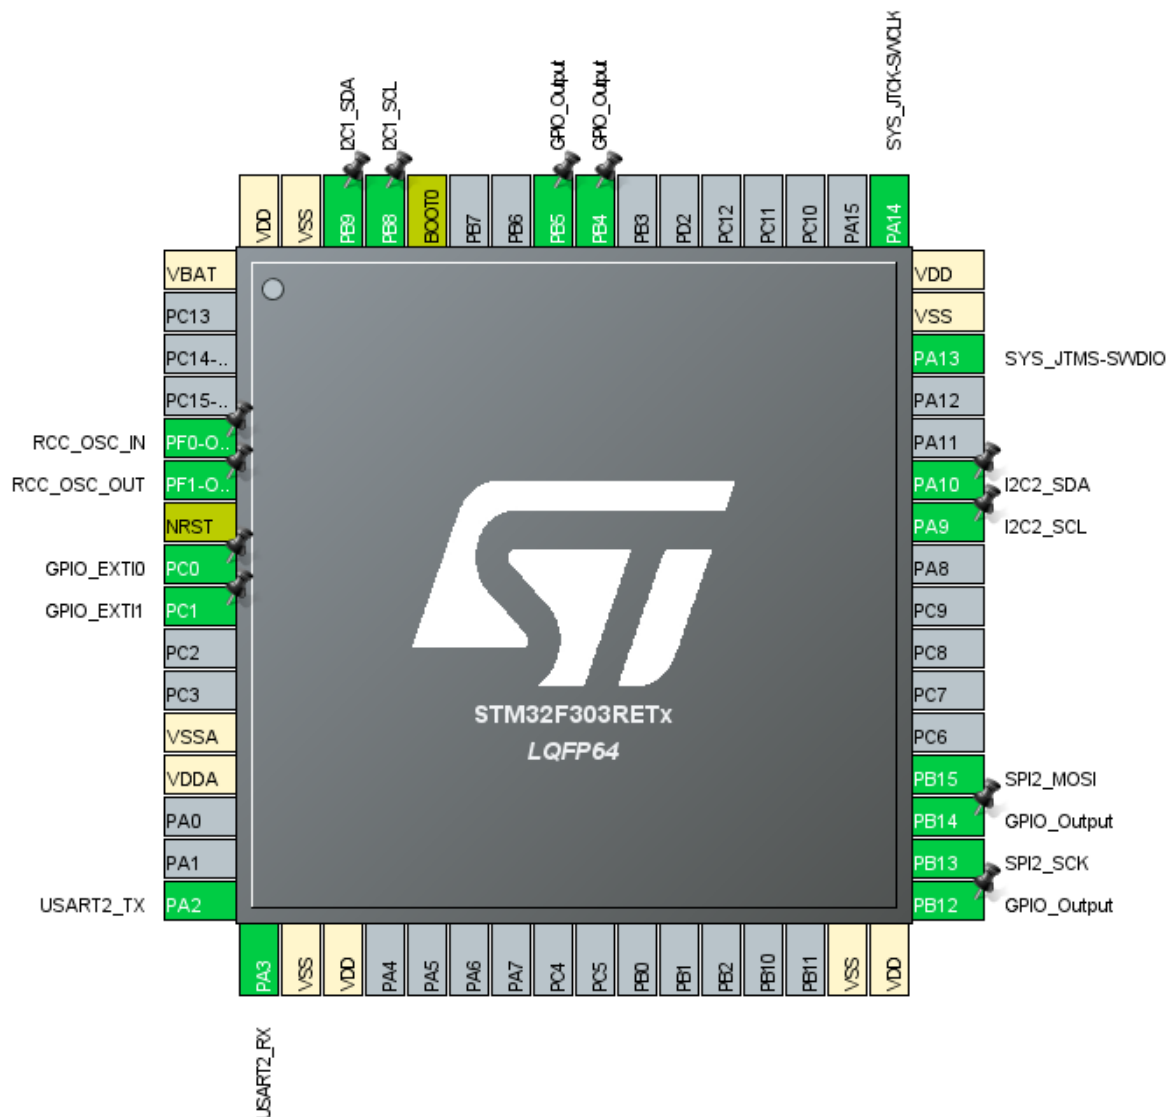 I2C1_SDA
I2C1_SCL
GPIO_Output
GPIO_Output
SYS_JTCK-SWCLK
VDD
VSS
PB9
PB8
BOOT0
PB7
PB6
PB5
PB4
PB3
PD2
PC12
PC11
PC10
PA15
PA14
VBAT
PC13
PC14-..
PC15-..
RCC_OSC_IN PF0-O..
RCC_OSC_OUT PF1-O..
NRST
GPIO_EXTI0 PC0
GPIO_EXTI1 PC1
PC2
PC3
VSSA
VDDA
PA0
PA1
USART2_TX PA2
STM32F303RETx
LQFP64
VDD
VSS
PA13 SYS_JTMS-SWDIO
PA12
PA11
PA10 I2C2_SDA
PA9 I2C2_SCL
PA8
PC9
PC8
PC7
PC6
PB15 SPI2_MOSI
PB14 GPIO_Output
PB13 SPI2_SCK
PB12 GPIO_Output
PA3
VSS
VDD
PA4
PA5
PA6
PA7
PC4
PC5
PB0
PB1
PB2
PB10
PB11
VSS
VDD
USART2_RX